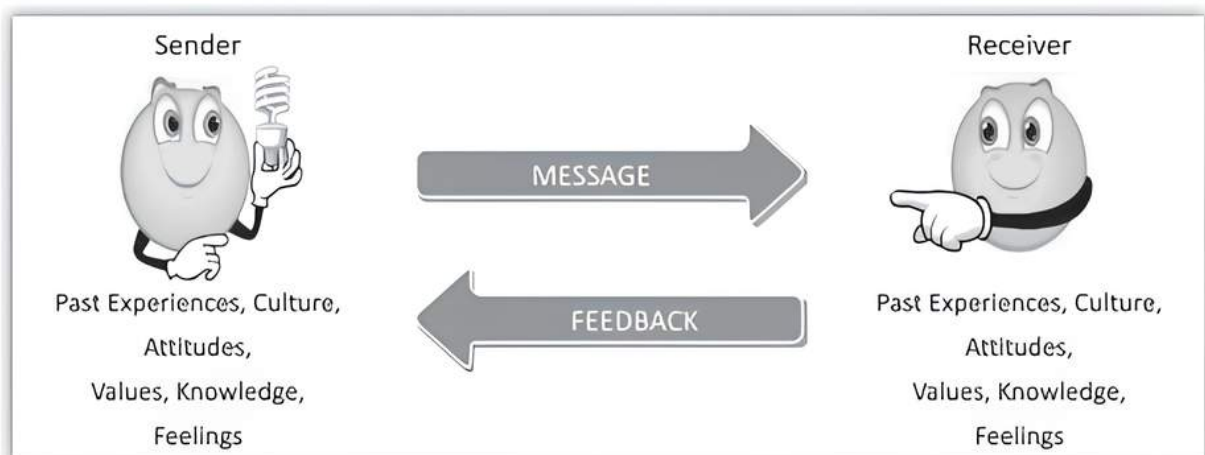 Sender
Past Experiences, Culture,
Attitudes,
Values, Knowledge,
Feelings
MESSAGE
FEEDBACK
Receiver
Past Experiences, Culture,
Attitudes,
Values, Knowledge,
Feelings